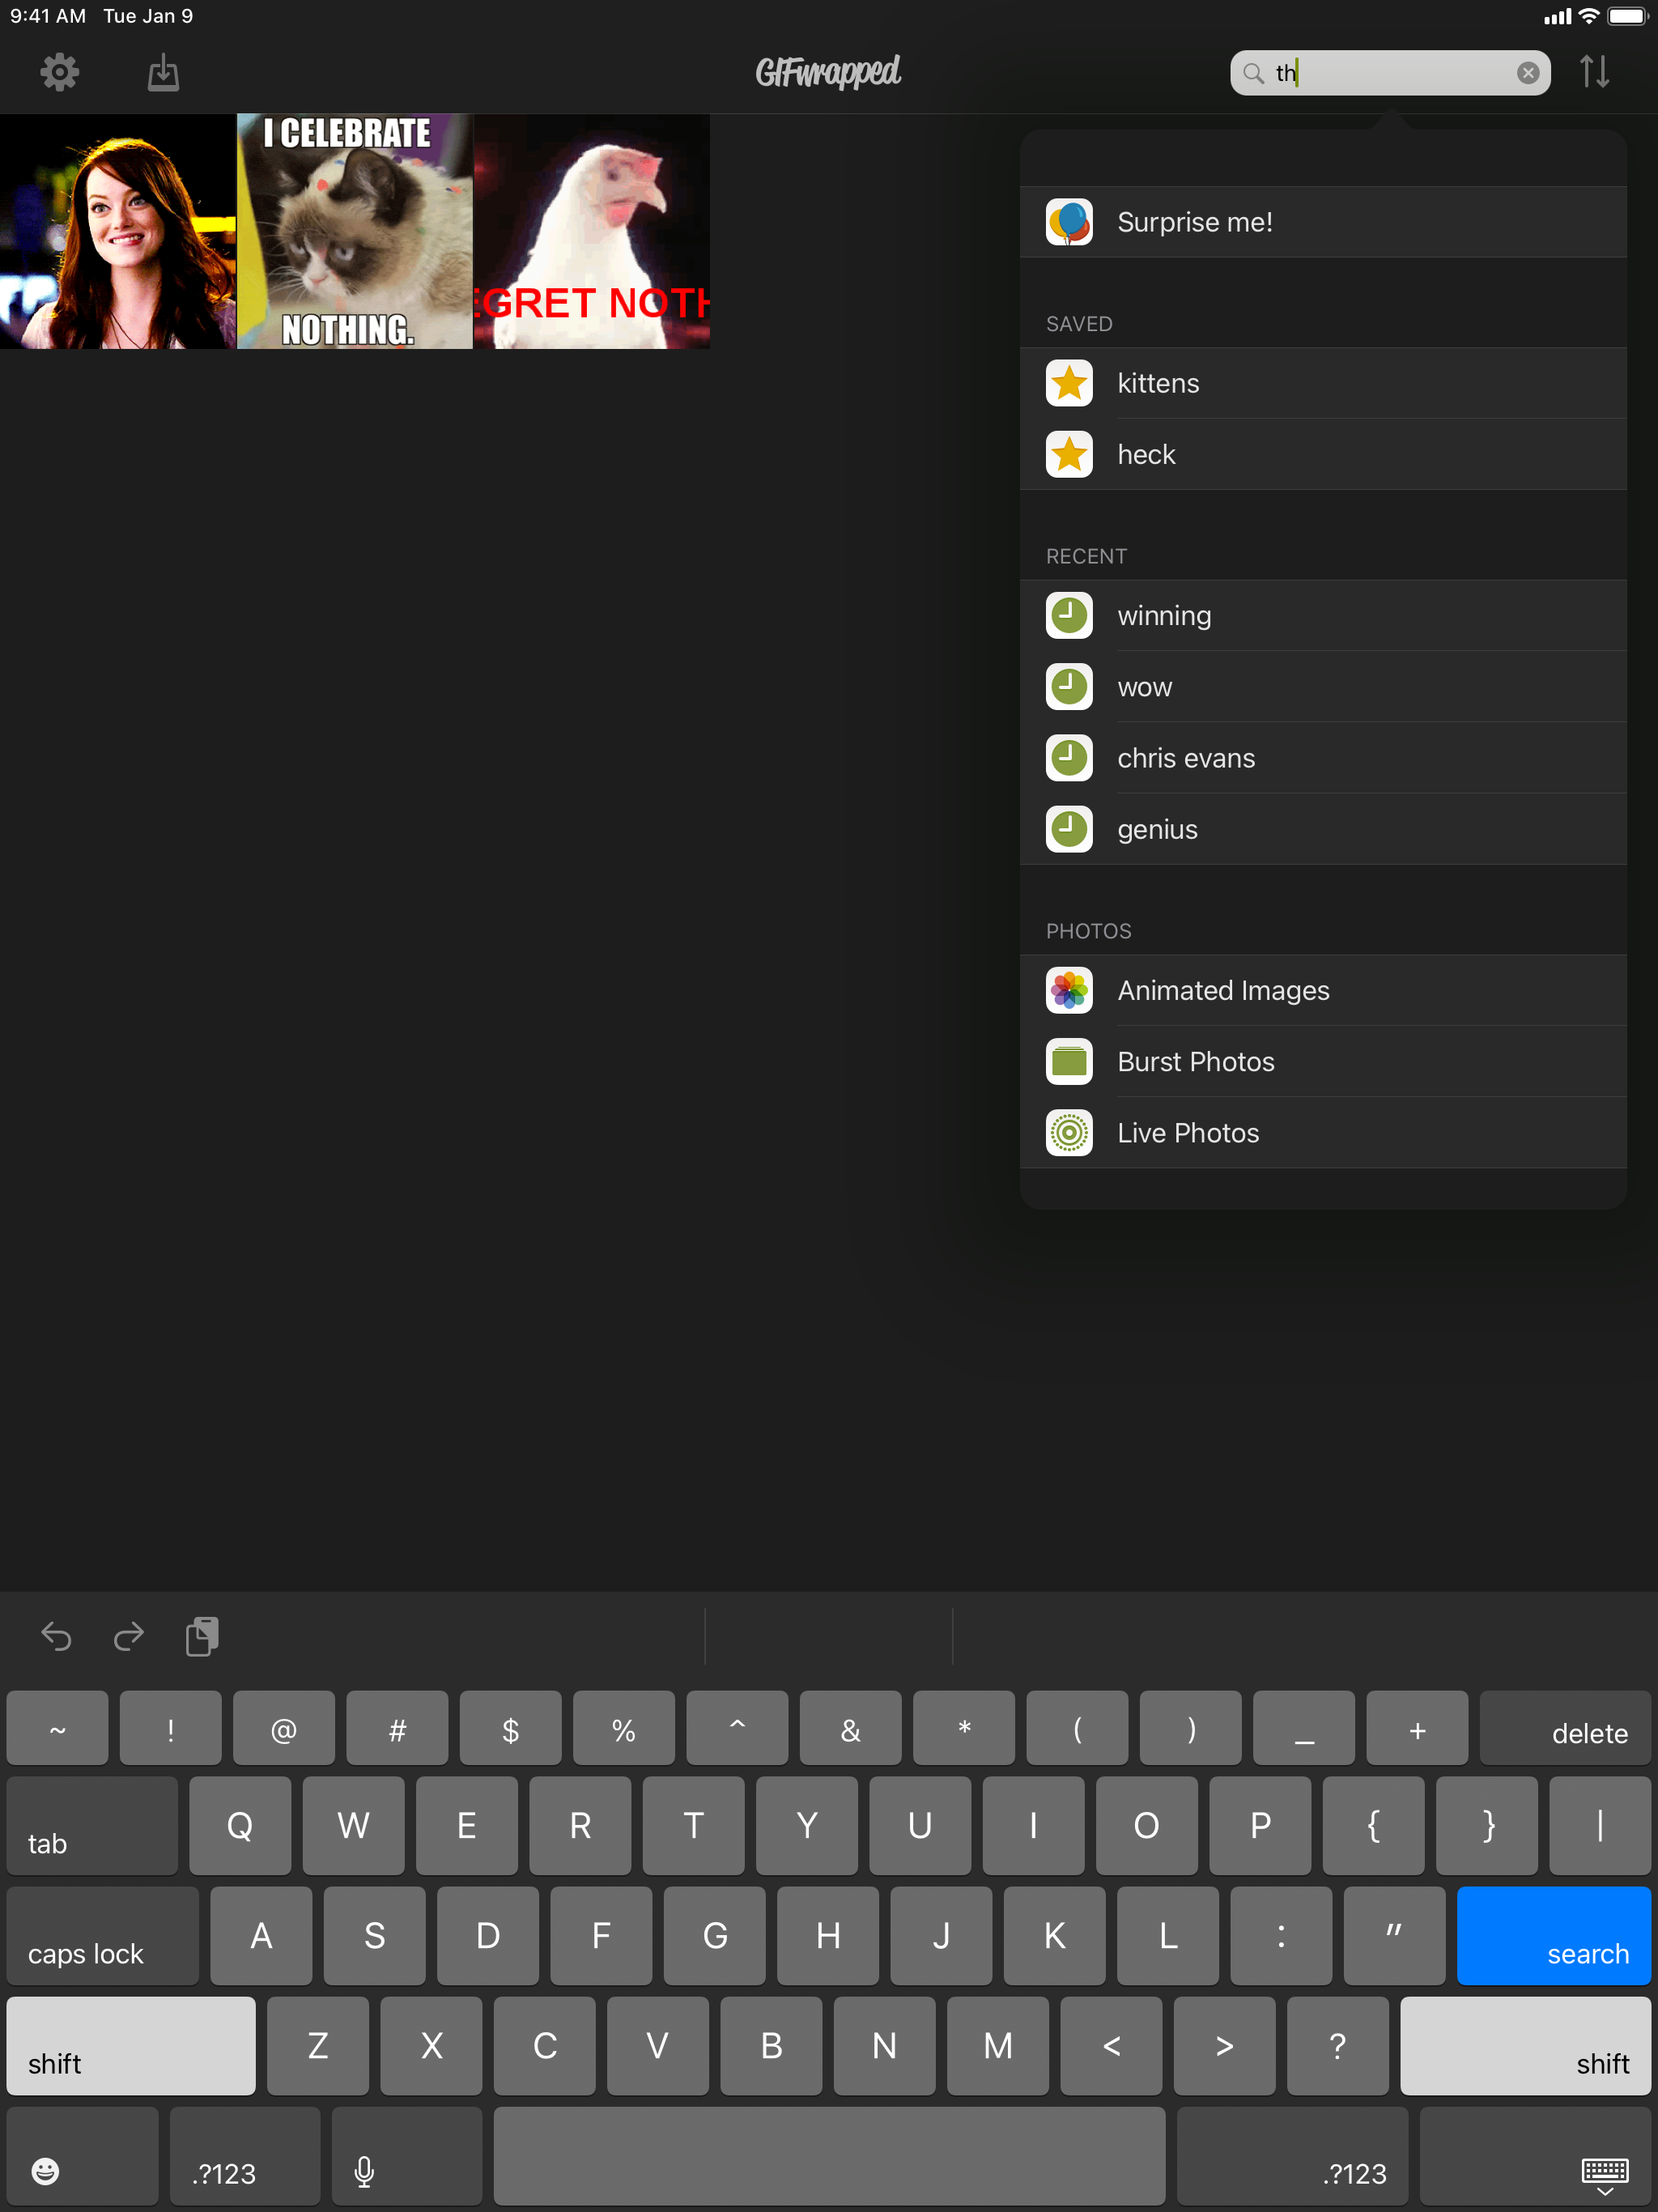 9:41 AM Tue Jan 9
GIFwrapped
th
I CELEBRATE
NOTHING.
EGRET NOTH
Surprise me!
SAVED
kittens
heck
RECENT
winning
wow
chris evans
genius
PHOTOS
Animated Images
Burst Photos
Live Photos
~ ! @ # $ % ^ & * ( ) _ + delete
tab Q W E R T Y U I O P { } |
caps lock A S D F G H J K L : " search
shift Z X C V B N M < > ? shift
.?123 .?123